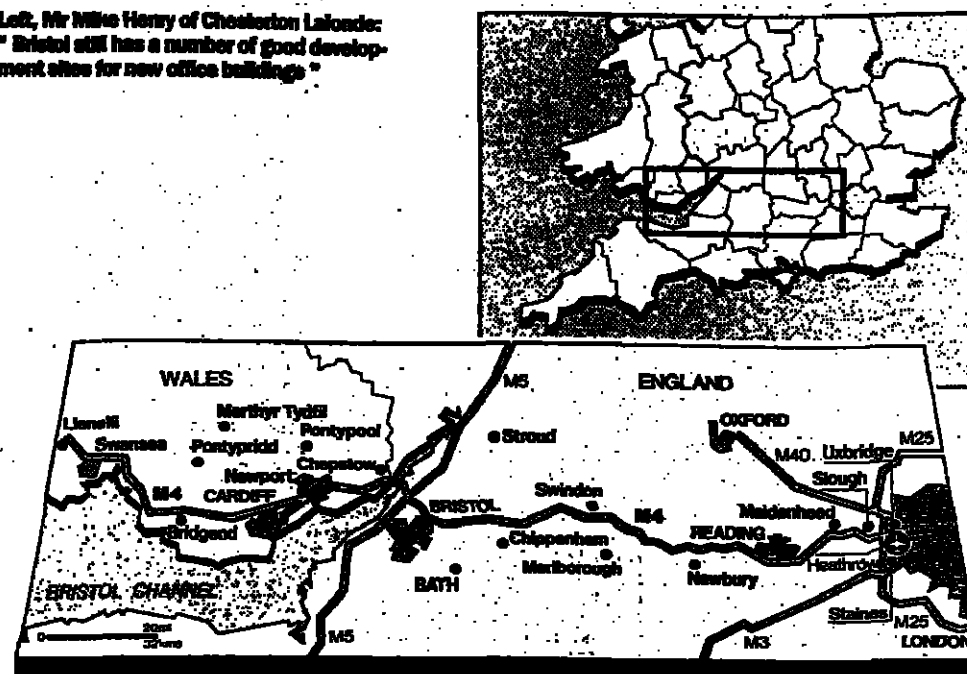 Left, Mr Mike Henry of Chesterton Lalonde:
" Bristol still has a number of good develop-
ment sites for new office buildings "
WALES
M5
ENGLAND
Llanelli
Merthyr Tydfil
OXFORD
Swansea
Pontypridd
Pontypool
Stroud
M40
Uxbridge
M25
Newport
Chepstow
Slough
M4
CARDIFF
BRISTOL
Swindon
M4
Maidenhead
Bridgend
READING
Chippenham
Heathrow
BRISTOL CHANNEL
BATH
Marlborough
Newbury
Staines
0
20mi
32kms
M5
M3
M25
LONDON